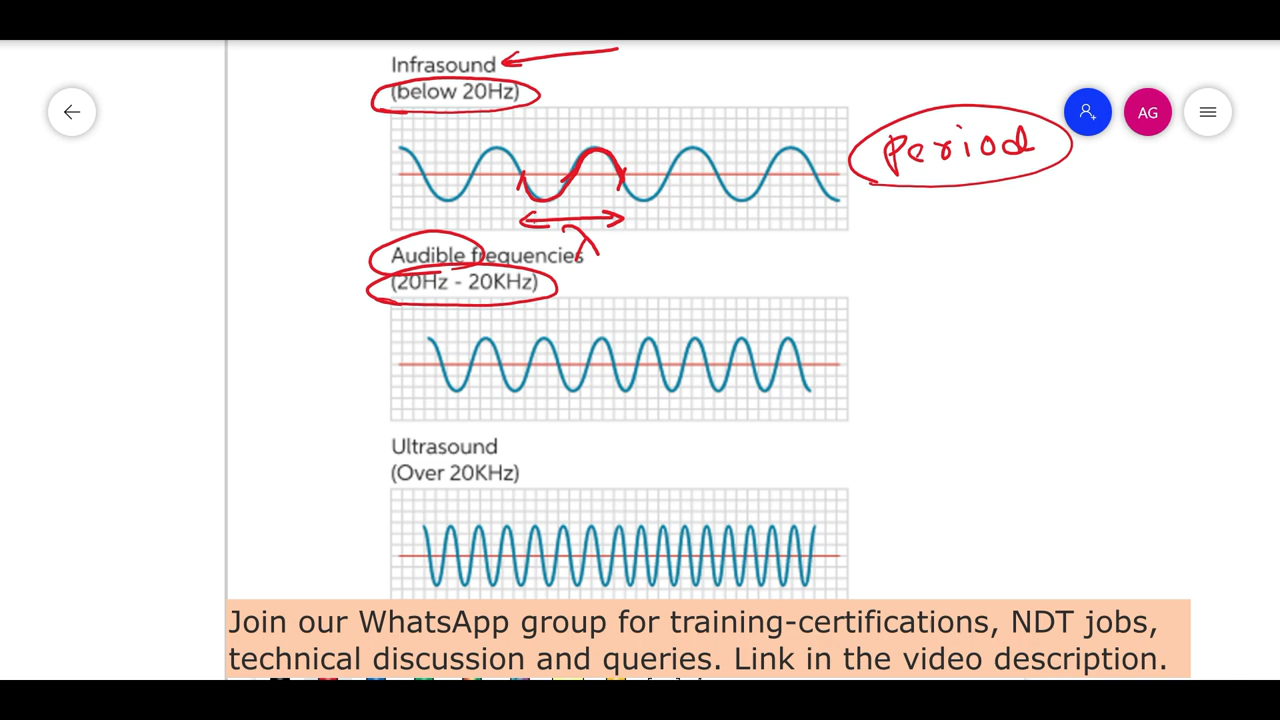 Infrasound
(below 20Hz)
AG
Period
λ
Audible frequencies
(20Hz - 20KHz)
Ultrasound
(Over 20KHz)
Join our WhatsApp group for training-certifications, NDT jobs,
technical discussion and queries. Link in the video description.